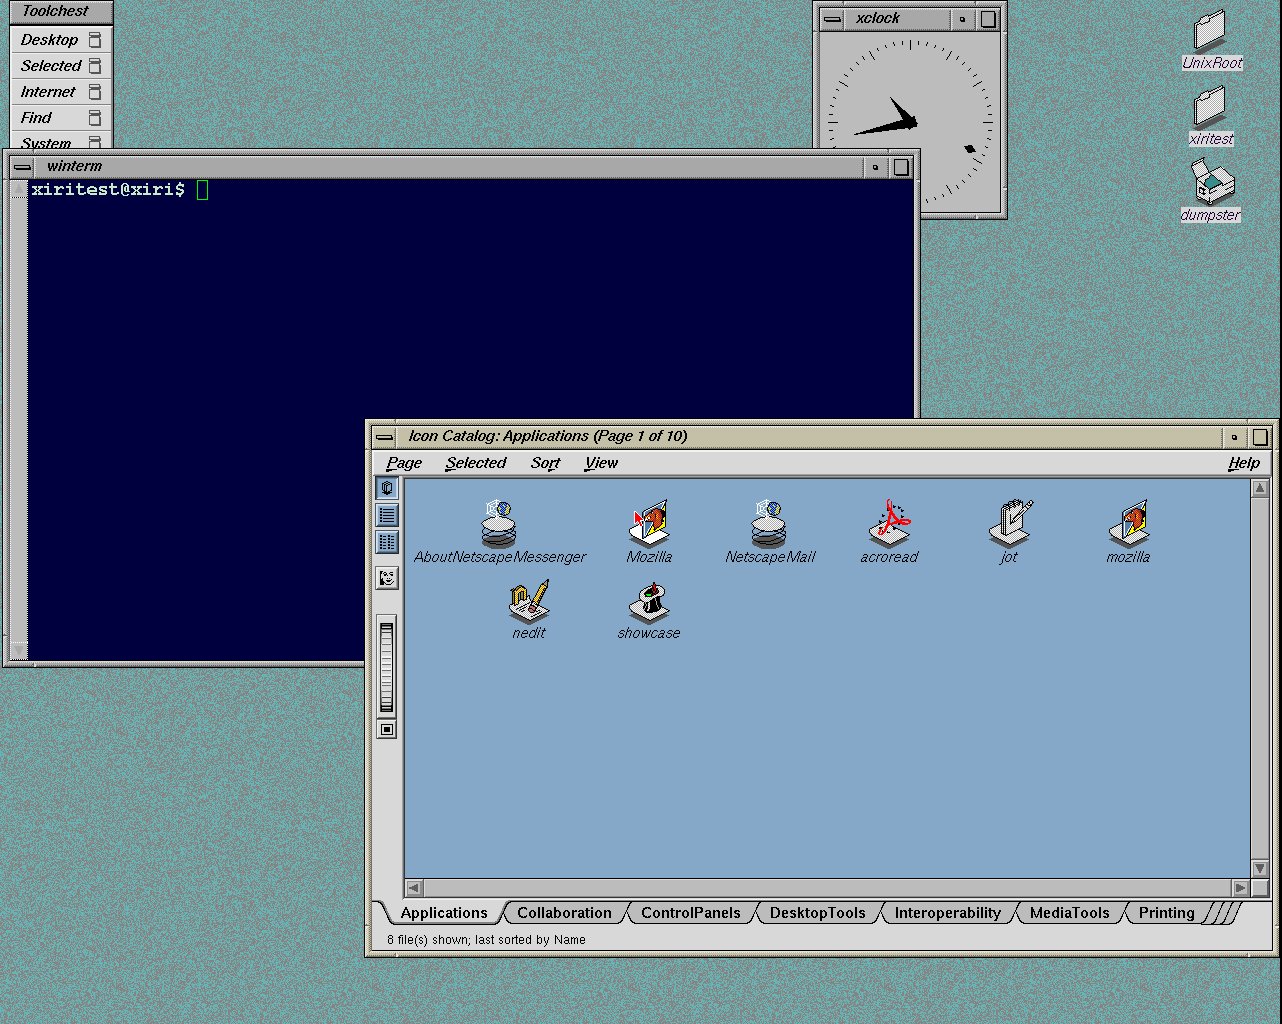 Toolchest
Desktop
Selected
Internet
Find
System
xclock
UnixRoot
xiritest
dumpster
winterm
xiritest@xiri$
Icon Catalog: Applications (Page 1 of 10)
Page Selected Sort View Help
AboutNetscapeMessenger Mozilla NetscapeMail acroread jot mozilla
nedit showcase
Applications Collaboration ControlPanels DesktopTools Interoperability MediaTools Printing
8 file(s) shown; last sorted by Name